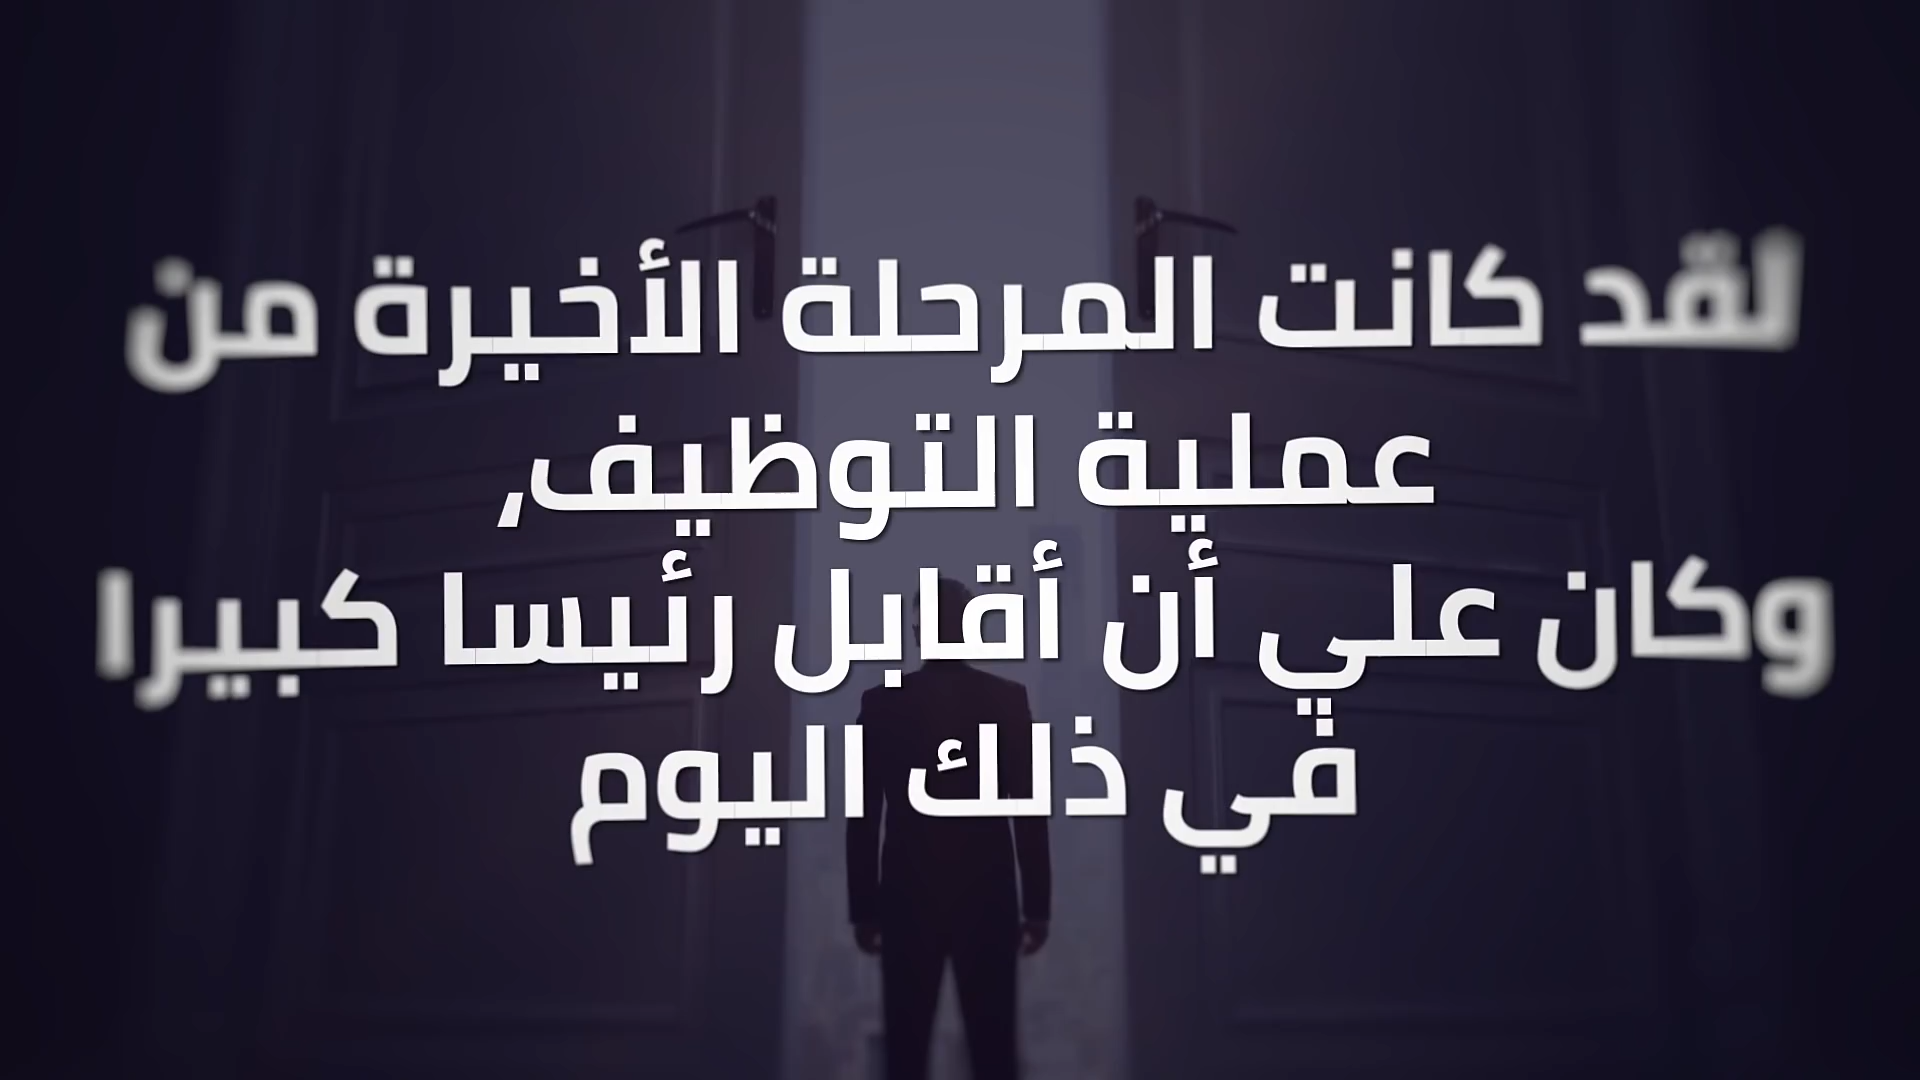 لقد كانت المرحلة الأخيرة من
عملية التوظيف,
وكان علي أن أقابل رئيسا كبيرا
في ذلك اليوم